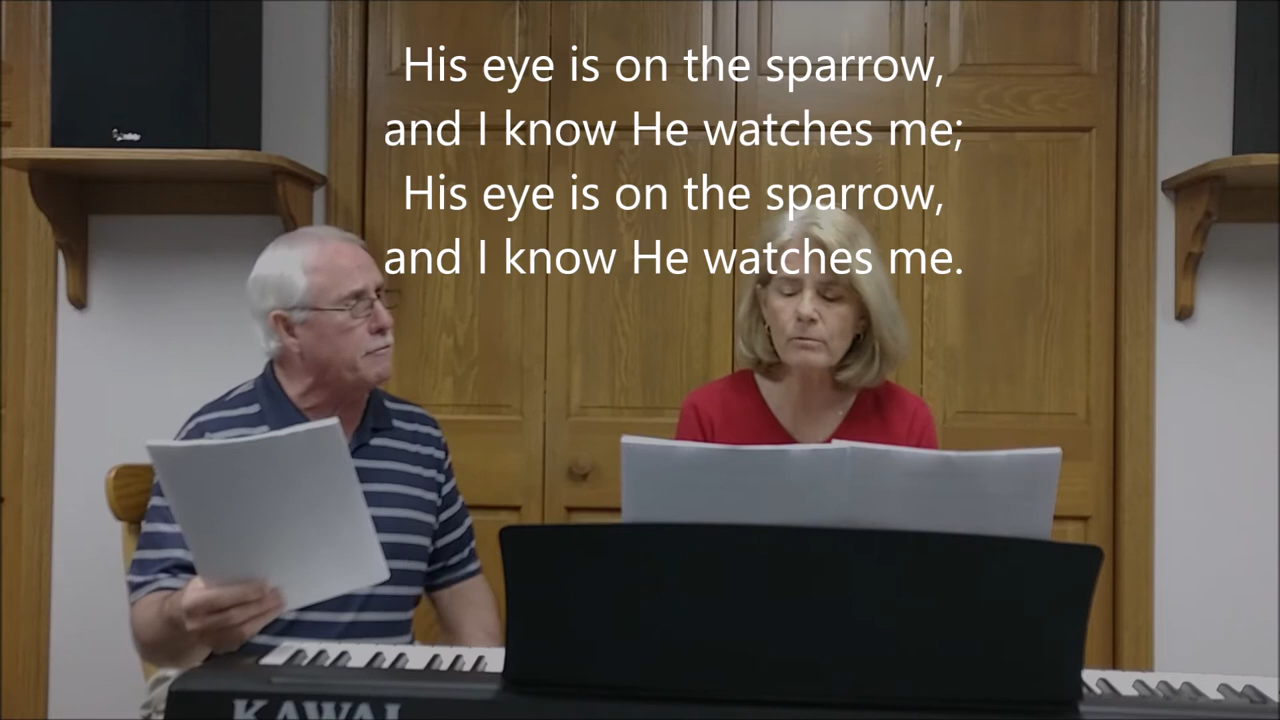 His eye is on the sparrow,
and I know He watches me;
His eye is on the sparrow,
and I know He watches me.
KAWAI